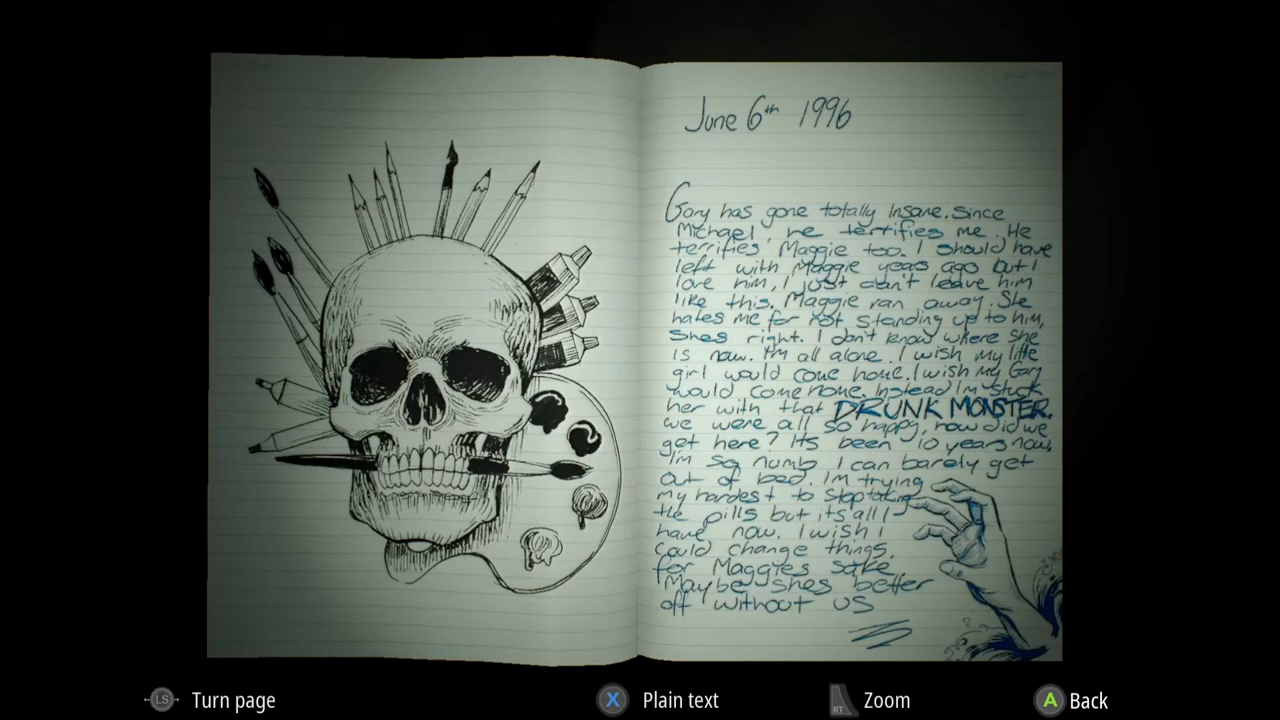 June 6th 1996
Gary has gone totally Insane. Since
Michael, he terrifies me. He
terrifies Maggie too. I should have
left with Maggie years ago but I
love him, I just can't leave him
like this. Maggie ran away. She
hates me for not standing up to him,
shes right. I don't know where she
is now. I'm all alone. I wish my little
girl would come home. I wish my Gary
would come home. Instead I'm stuck
her with that DRUNK MONSTER.
we were all so happy, how did we
get here? Its been 10 years now,
I'm so numb I can barely get
out of bed. I'm trying
my hardest to stop taking
the pills but its all I
have now. I wish I
could change things,
for Maggies sake
Maybe shes better
off without us
LS Turn page
X Plain text
RT Zoom
A Back